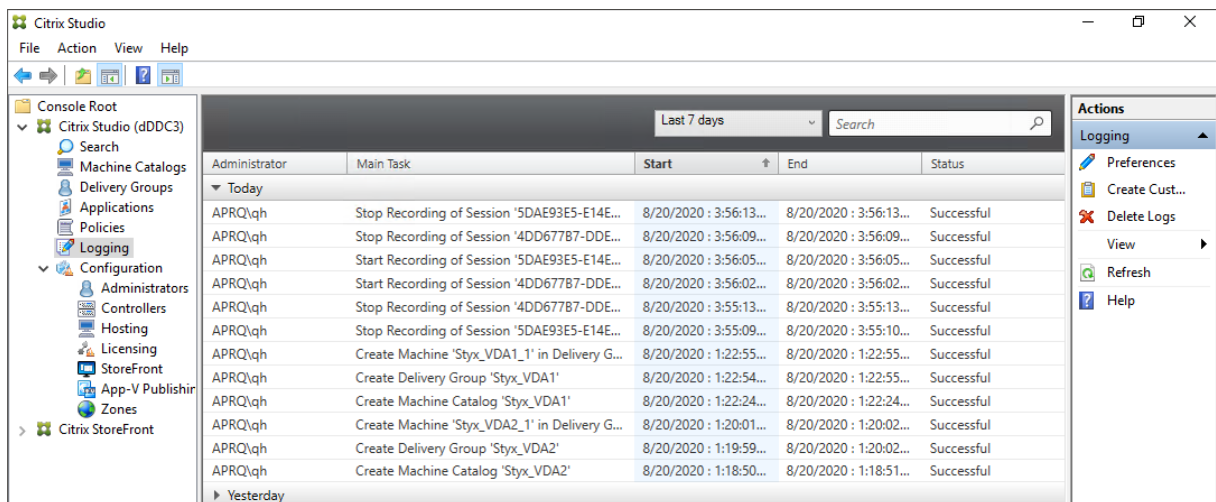 Citrix Studio
File Action View Help
Console Root
Citrix Studio (dDDC3)
Search
Machine Catalogs
Delivery Groups
Applications
Policies
Logging
Configuration
Administrators
Controllers
Hosting
Licensing
StoreFront
App-V Publishin
Zones
Citrix StoreFront
Last 7 days Search
Administrator Main Task Start End Status
Today
APRQ\qh Stop Recording of Session '5DAE93E5-E14E... 8/20/2020 : 3:56:13... 8/20/2020 : 3:56:13... Successful
APRQ\qh Stop Recording of Session '4DD677B7-DDE... 8/20/2020 : 3:56:09... 8/20/2020 : 3:56:09... Successful
APRQ\qh Start Recording of Session '5DAE93E5-E14E... 8/20/2020 : 3:56:05... 8/20/2020 : 3:56:05... Successful
APRQ\qh Start Recording of Session '4DD677B7-DDE... 8/20/2020 : 3:56:02... 8/20/2020 : 3:56:02... Successful
APRQ\qh Stop Recording of Session '4DD677B7-DDE... 8/20/2020 : 3:55:13... 8/20/2020 : 3:55:13... Successful
APRQ\qh Stop Recording of Session '5DAE93E5-E14E... 8/20/2020 : 3:55:09... 8/20/2020 : 3:55:10... Successful
APRQ\qh Create Machine 'Styx_VDA1_1' in Delivery G... 8/20/2020 : 1:22:55... 8/20/2020 : 1:22:55... Successful
APRQ\qh Create Delivery Group 'Styx_VDA1' 8/20/2020 : 1:22:54... 8/20/2020 : 1:22:55... Successful
APRQ\qh Create Machine Catalog 'Styx_VDA1' 8/20/2020 : 1:22:24... 8/20/2020 : 1:22:24... Successful
APRQ\qh Create Machine 'Styx_VDA2_1' in Delivery G... 8/20/2020 : 1:20:01... 8/20/2020 : 1:20:02... Successful
APRQ\qh Create Delivery Group 'Styx_VDA2' 8/20/2020 : 1:19:59... 8/20/2020 : 1:20:02... Successful
APRQ\qh Create Machine Catalog 'Styx_VDA2' 8/20/2020 : 1:18:50... 8/20/2020 : 1:18:51... Successful
Yesterday
Actions
Logging
Preferences
Create Cust...
Delete Logs
View
Refresh
Help